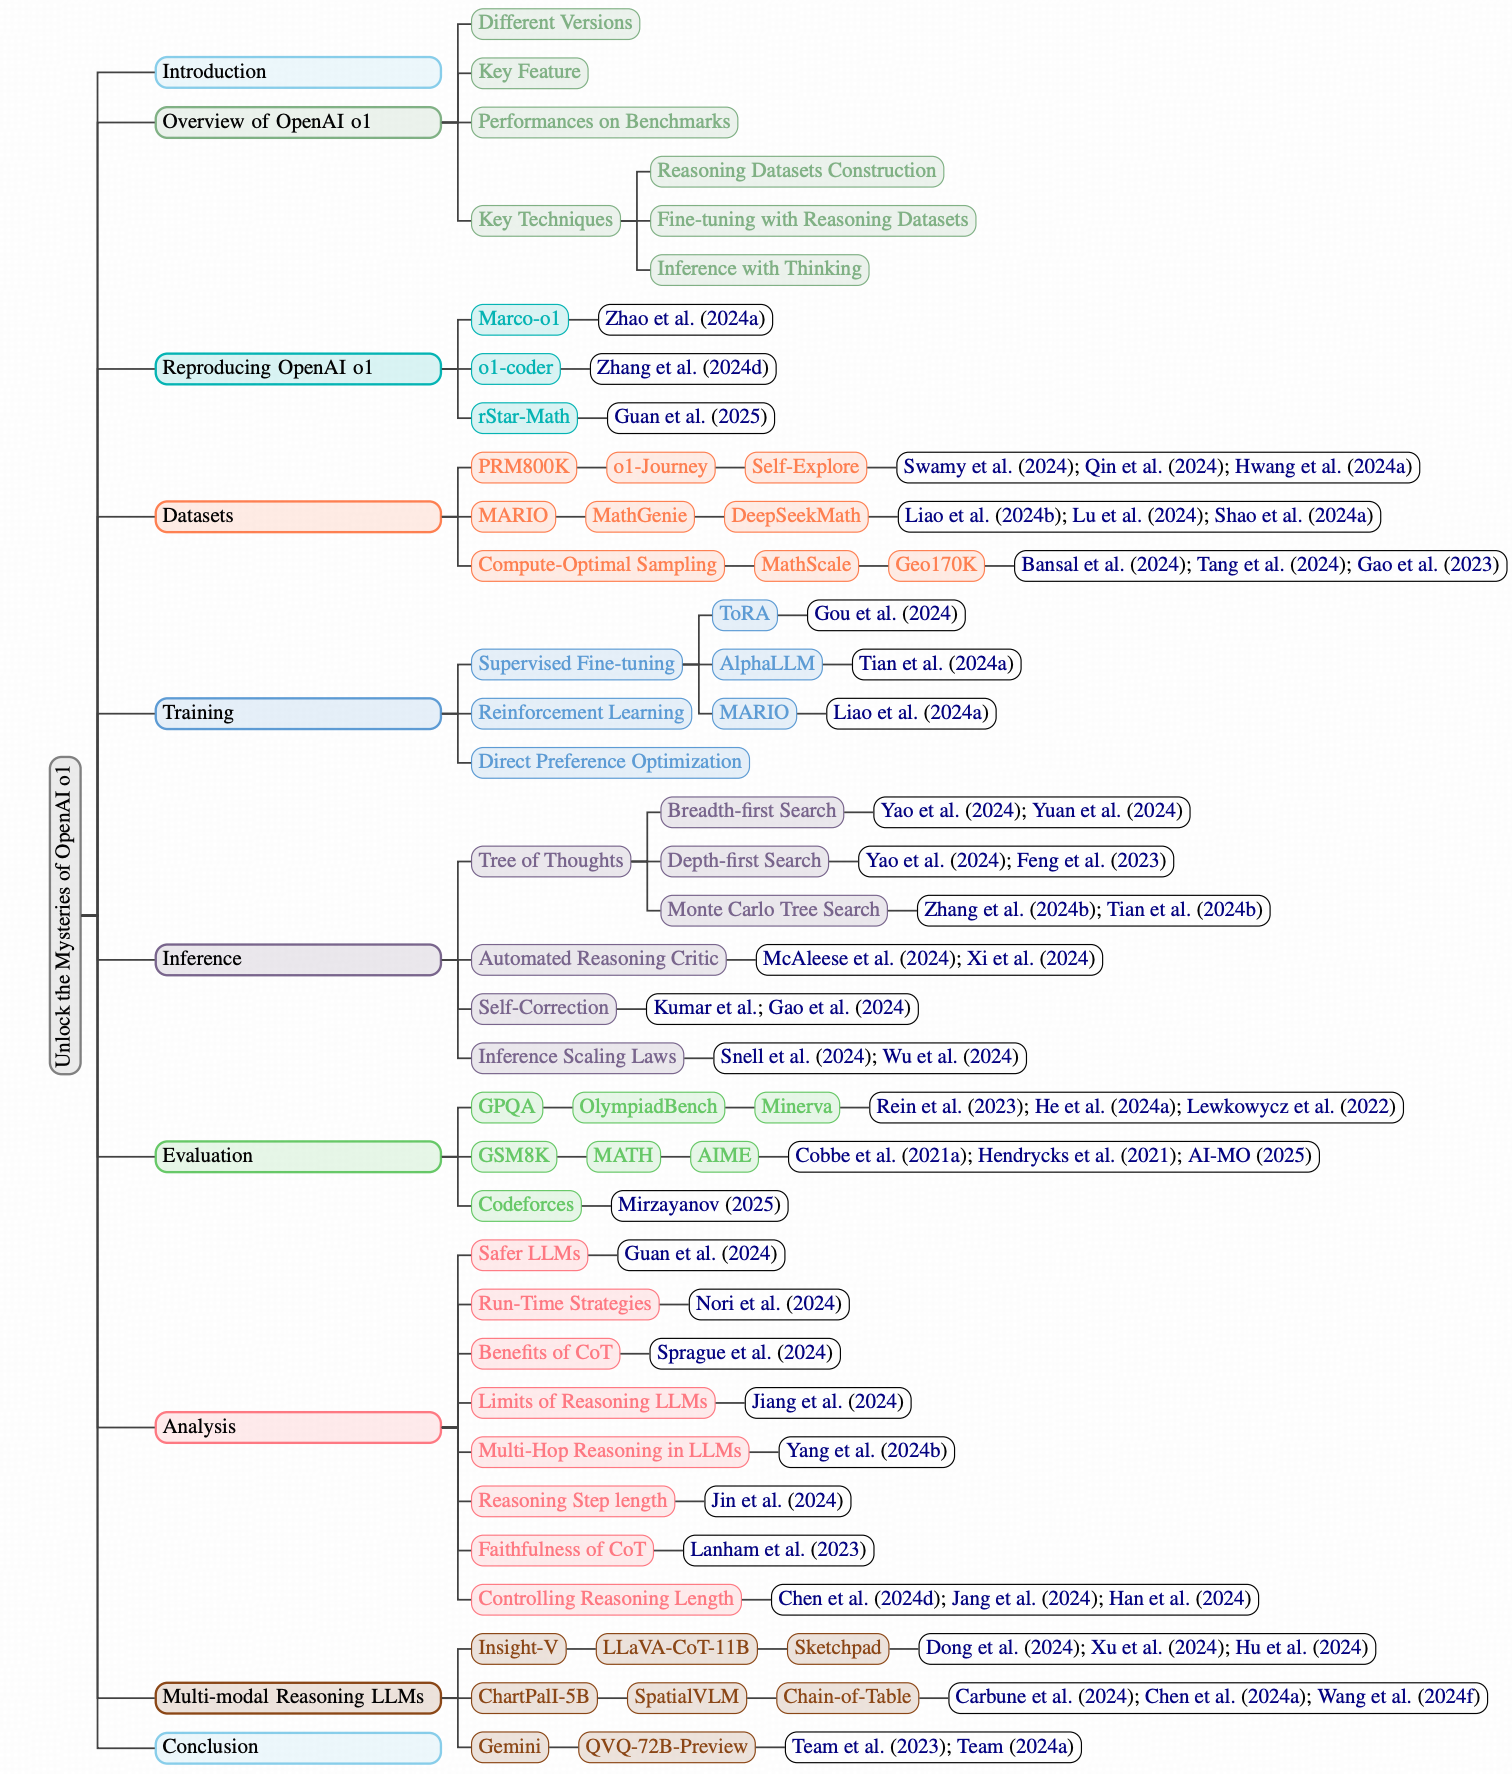 Unlock the Mysteries of OpenAI o1
Introduction
Overview of OpenAI o1
Different Versions
Key Feature
Performances on Benchmarks
Key Techniques
Reasoning Datasets Construction
Fine-tuning with Reasoning Datasets
Inference with Thinking
Reproducing OpenAI o1
Marco-o1
Zhao et al. (2024a)
o1-coder
Zhang et al. (2024d)
rStar-Math
Guan et al. (2025)
Datasets
PRM800K
o1-Journey
Self-Explore
Swamy et al. (2024); Qin et al. (2024); Hwang et al. (2024a)
MARIO
MathGenie
DeepSeekMath
Liao et al. (2024b); Lu et al. (2024); Shao et al. (2024a)
Compute-Optimal Sampling
MathScale
Geo170K
Bansal et al. (2024); Tang et al. (2024); Gao et al. (2023)
Training
Supervised Fine-tuning
ToRA
Gou et al. (2024)
AlphaLLM
Tian et al. (2024a)
MARIO
Liao et al. (2024a)
Reinforcement Learning
Direct Preference Optimization
Inference
Tree of Thoughts
Breadth-first Search
Yao et al. (2024); Yuan et al. (2024)
Depth-first Search
Yao et al. (2024); Feng et al. (2023)
Monte Carlo Tree Search
Zhang et al. (2024b); Tian et al. (2024b)
Automated Reasoning Critic
McAleese et al. (2024); Xi et al. (2024)
Self-Correction
Kumar et al.; Gao et al. (2024)
Inference Scaling Laws
Snell et al. (2024); Wu et al. (2024)
Evaluation
GPQA
OlympiadBench
Minerva
Rein et al. (2023); He et al. (2024a); Lewkowycz et al. (2022)
GSM8K
MATH
AIME
Cobbe et al. (2021a); Hendrycks et al. (2021); AI-MO (2025)
Codeforces
Mirzayanov (2025)
Analysis
Safer LLMs
Guan et al. (2024)
Run-Time Strategies
Nori et al. (2024)
Benefits of CoT
Sprague et al. (2024)
Limits of Reasoning LLMs
Jiang et al. (2024)
Multi-Hop Reasoning in LLMs
Yang et al. (2024b)
Reasoning Step length
Jin et al. (2024)
Faithfulness of CoT
Lanham et al. (2023)
Controlling Reasoning Length
Chen et al. (2024d); Jang et al. (2024); Han et al. (2024)
Multi-modal Reasoning LLMs
Insight-V
LLaVA-CoT-11B
Sketchpad
Dong et al. (2024); Xu et al. (2024); Hu et al. (2024)
ChartPalI-5B
SpatialVLM
Chain-of-Table
Carbune et al. (2024); Chen et al. (2024a); Wang et al. (2024f)
Gemini
QVQ-72B-Preview
Team et al. (2023); Team (2024a)
Conclusion